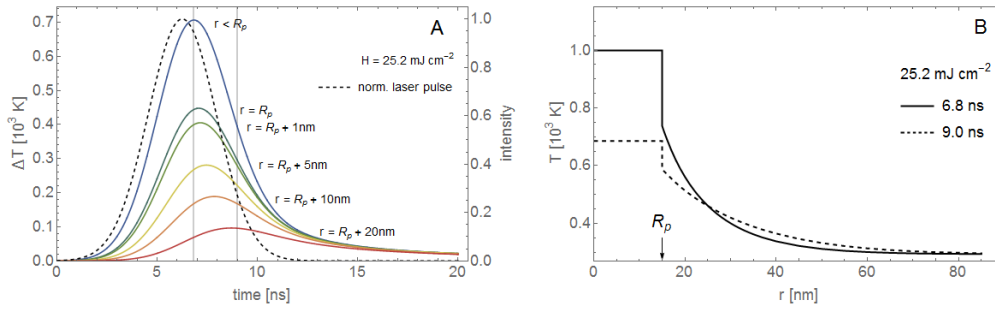 A
r < Rp
H = 25.2 mJ cm⁻²
norm. laser pulse
r = Rp
r = Rp + 1nm
r = Rp + 5nm
r = Rp + 10nm
r = Rp + 20nm
ΔT [10³ K]
0.7
0.6
0.5
0.4
0.3
0.2
0.1
0.0
intensity
1.0
0.8
0.6
0.4
0.2
0.0
0 5 10 15 20
time [ns]
B
25.2 mJ cm⁻²
6.8 ns
9.0 ns
Rp
T [10³ K]
1.0
0.8
0.6
0.4
0 20 40 60 80
r [nm]